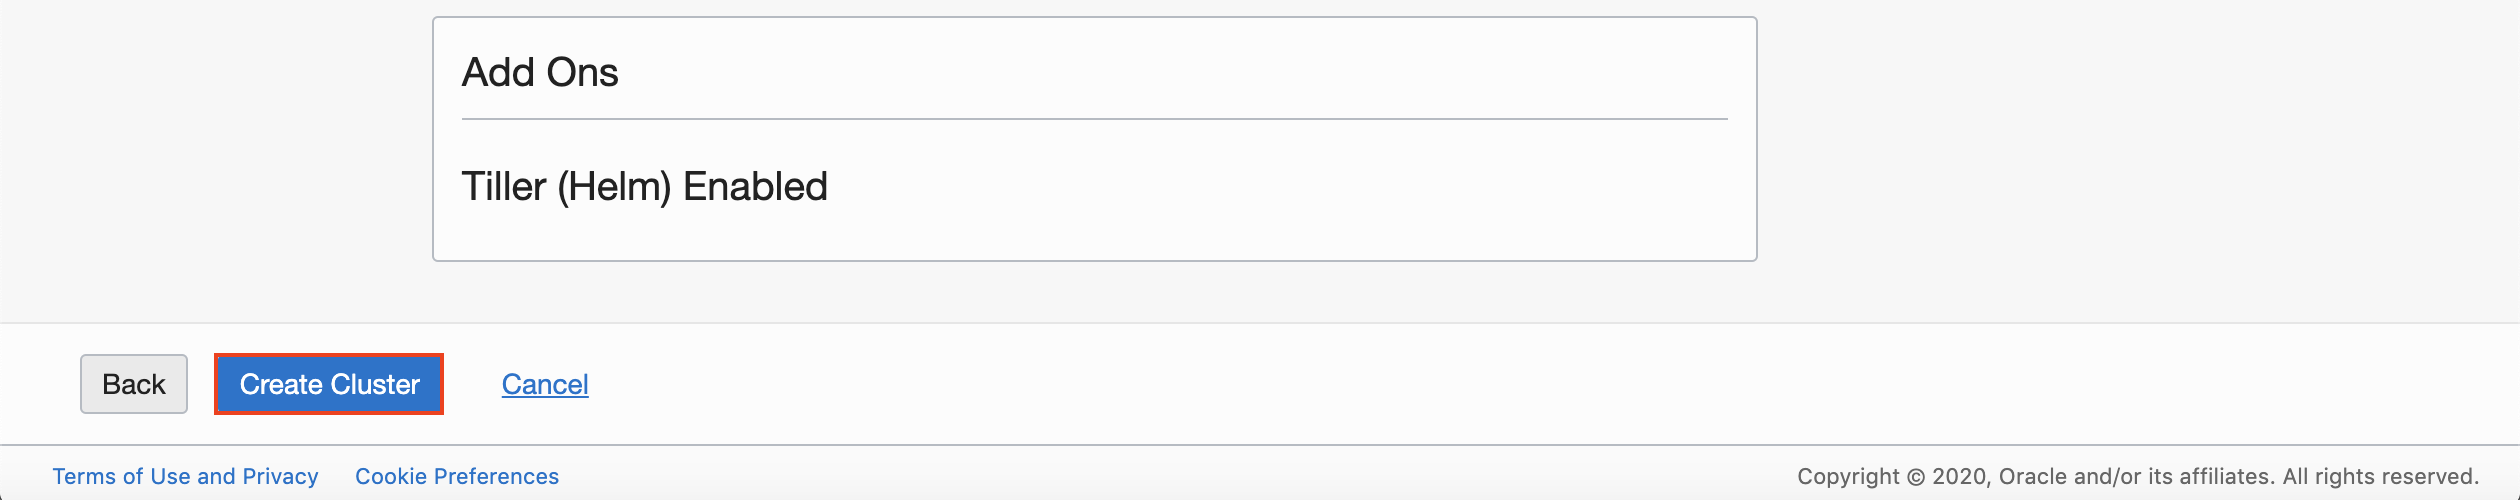 Add Ons
Tiller (Helm) Enabled
Back Create Cluster Cancel
Terms of Use and Privacy Cookie Preferences Copyright © 2020, Oracle and/or its affiliates. All rights reserved.